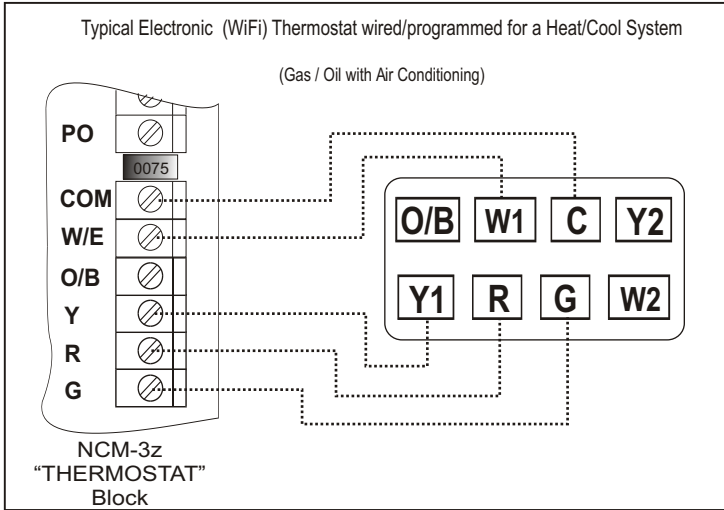 Typical Electronic (WiFi) Thermostat wired/programmed for a Heat/Cool System
(Gas / Oil with Air Conditioning)
PO
0075
COM
W/E
O/B
Y
R
G
NCM-3z
“THERMOSTAT”
Block
O/B W1 C Y2
Y1 R G W2